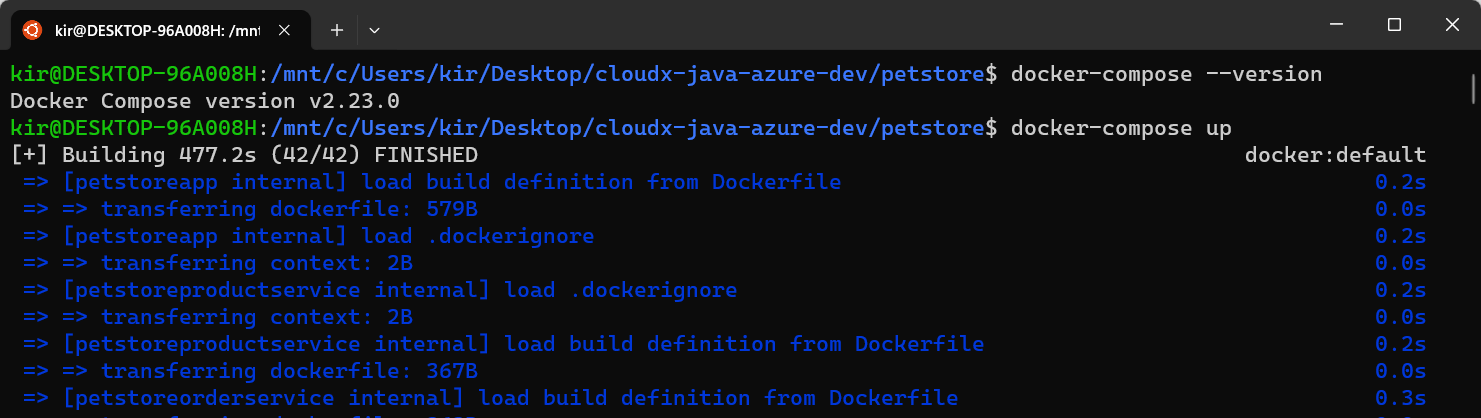 kir@DESKTOP-96A008H: /mnt
kir@DESKTOP-96A008H:/mnt/c/Users/kir/Desktop/cloudx-java-azure-dev/petstore$ docker-compose --version
Docker Compose version v2.23.0
kir@DESKTOP-96A008H:/mnt/c/Users/kir/Desktop/cloudx-java-azure-dev/petstore$ docker-compose up
[+] Building 477.2s (42/42) FINISHED docker:default
=> [petstoreapp internal] load build definition from Dockerfile 0.2s
=> => transferring dockerfile: 579B 0.0s
=> [petstoreapp internal] load .dockerignore 0.2s
=> => transferring context: 2B 0.0s
=> [petstoreproductservice internal] load .dockerignore 0.2s
=> => transferring context: 2B 0.0s
=> [petstoreproductservice internal] load build definition from Dockerfile 0.2s
=> => transferring dockerfile: 367B 0.0s
=> [petstoreorderservice internal] load build definition from Dockerfile 0.3s